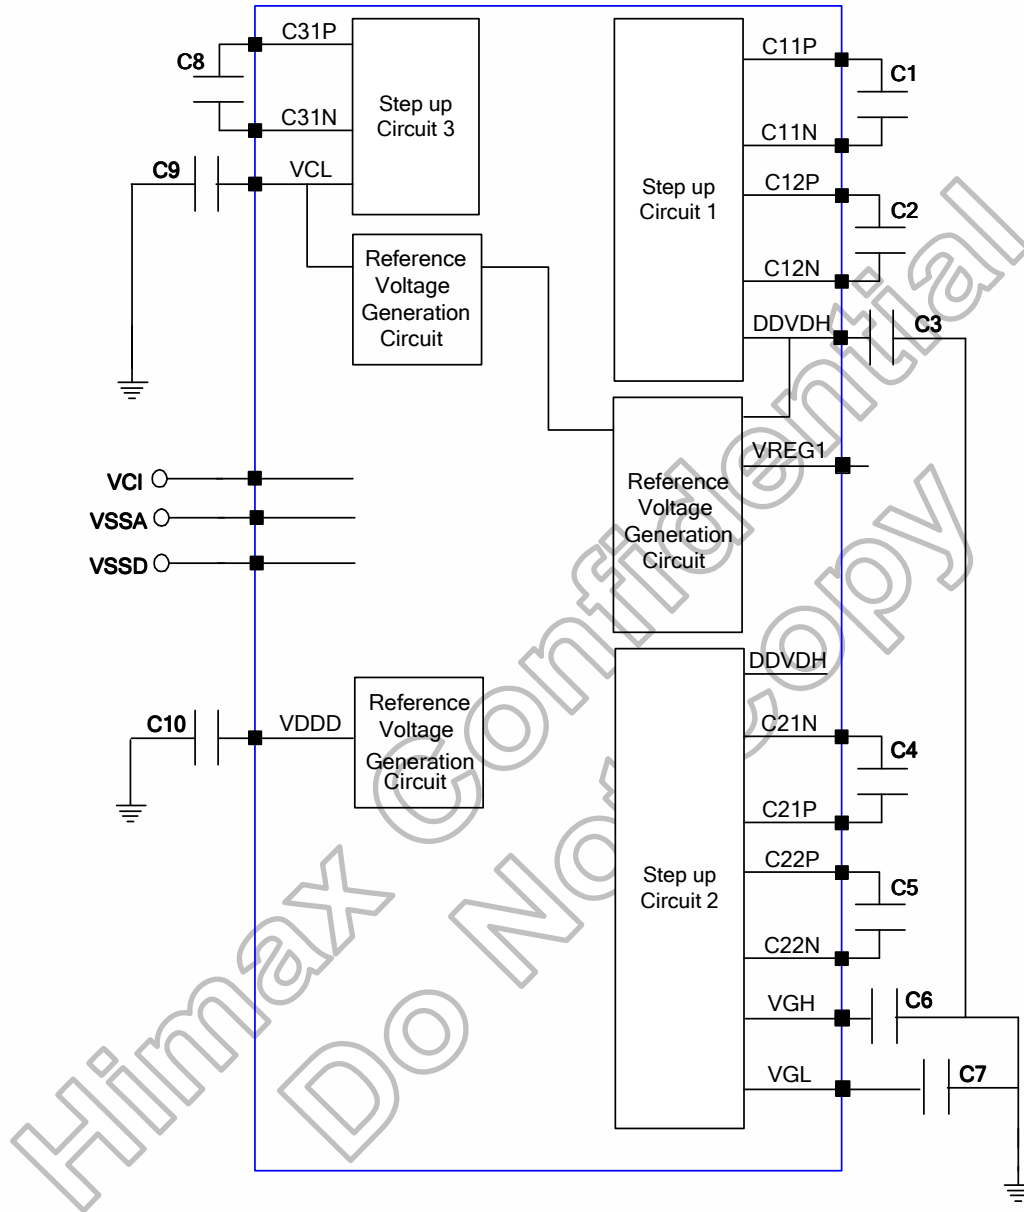 C31P
C8
C31N
Step up
Circuit 3
C9
VCL
Reference
Voltage
Generation
Circuit
VCI
VSSA
VSSD
C10
VDDD
Reference
Voltage
Generation
Circuit
C11P
C1
C11N
Step up
Circuit 1
C12P
C2
C12N
DDVDH
C3
VREG1
Reference
Voltage
Generation
Circuit
DDVDH
C21N
C4
C21P
C22P
Step up
Circuit 2
C5
C22N
VGH
C6
VGL
C7
Himax Confidential
Do Not Copy